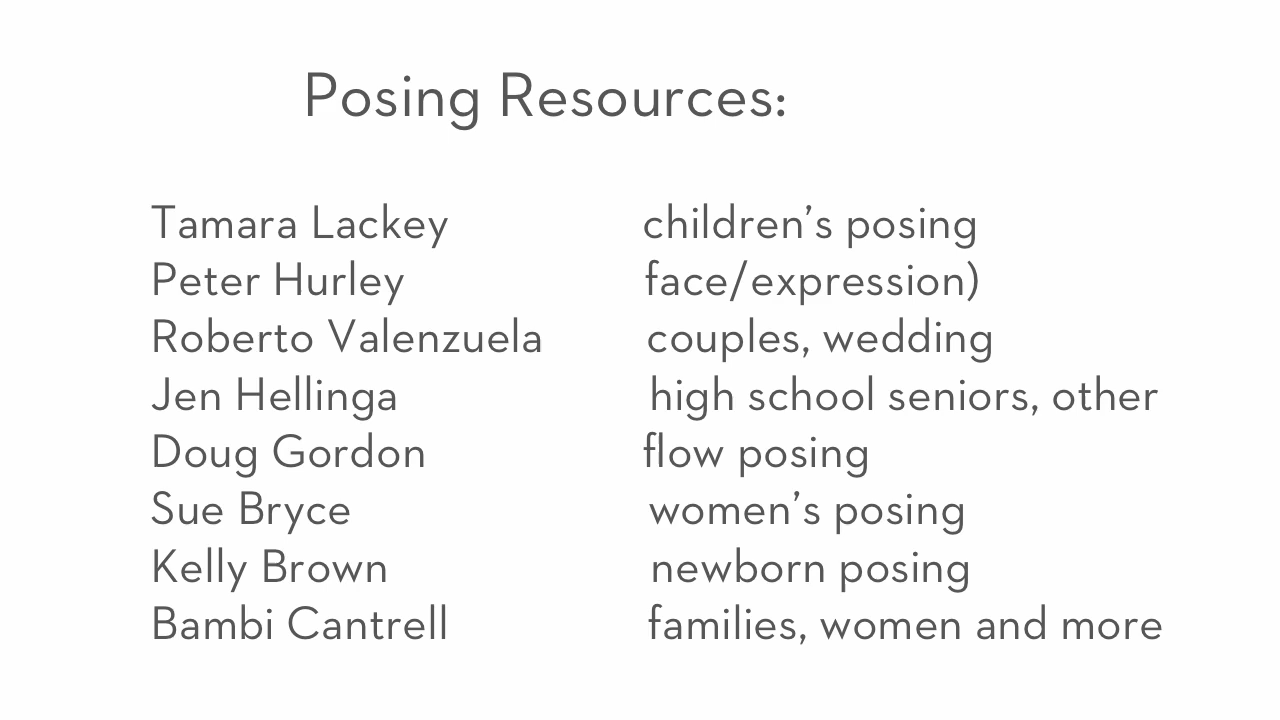 Posing Resources:
Tamara Lackey children’s posing
Peter Hurley face/expression)
Roberto Valenzuela couples, wedding
Jen Hellinga high school seniors, other
Doug Gordon flow posing
Sue Bryce women’s posing
Kelly Brown newborn posing
Bambi Cantrell families, women and more